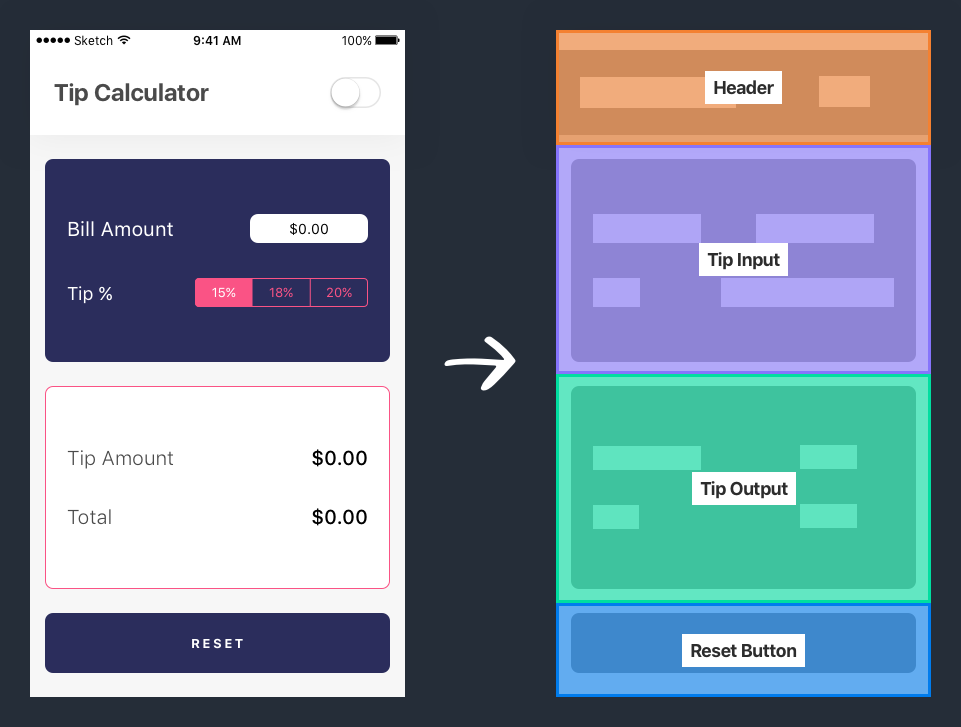 Sketch 9:41 AM 100%
Tip Calculator
Bill Amount $0.00
Tip % 15% 18% 20%
Tip Amount $0.00
Total $0.00
RESET
Header
Tip Input
Tip Output
Reset Button